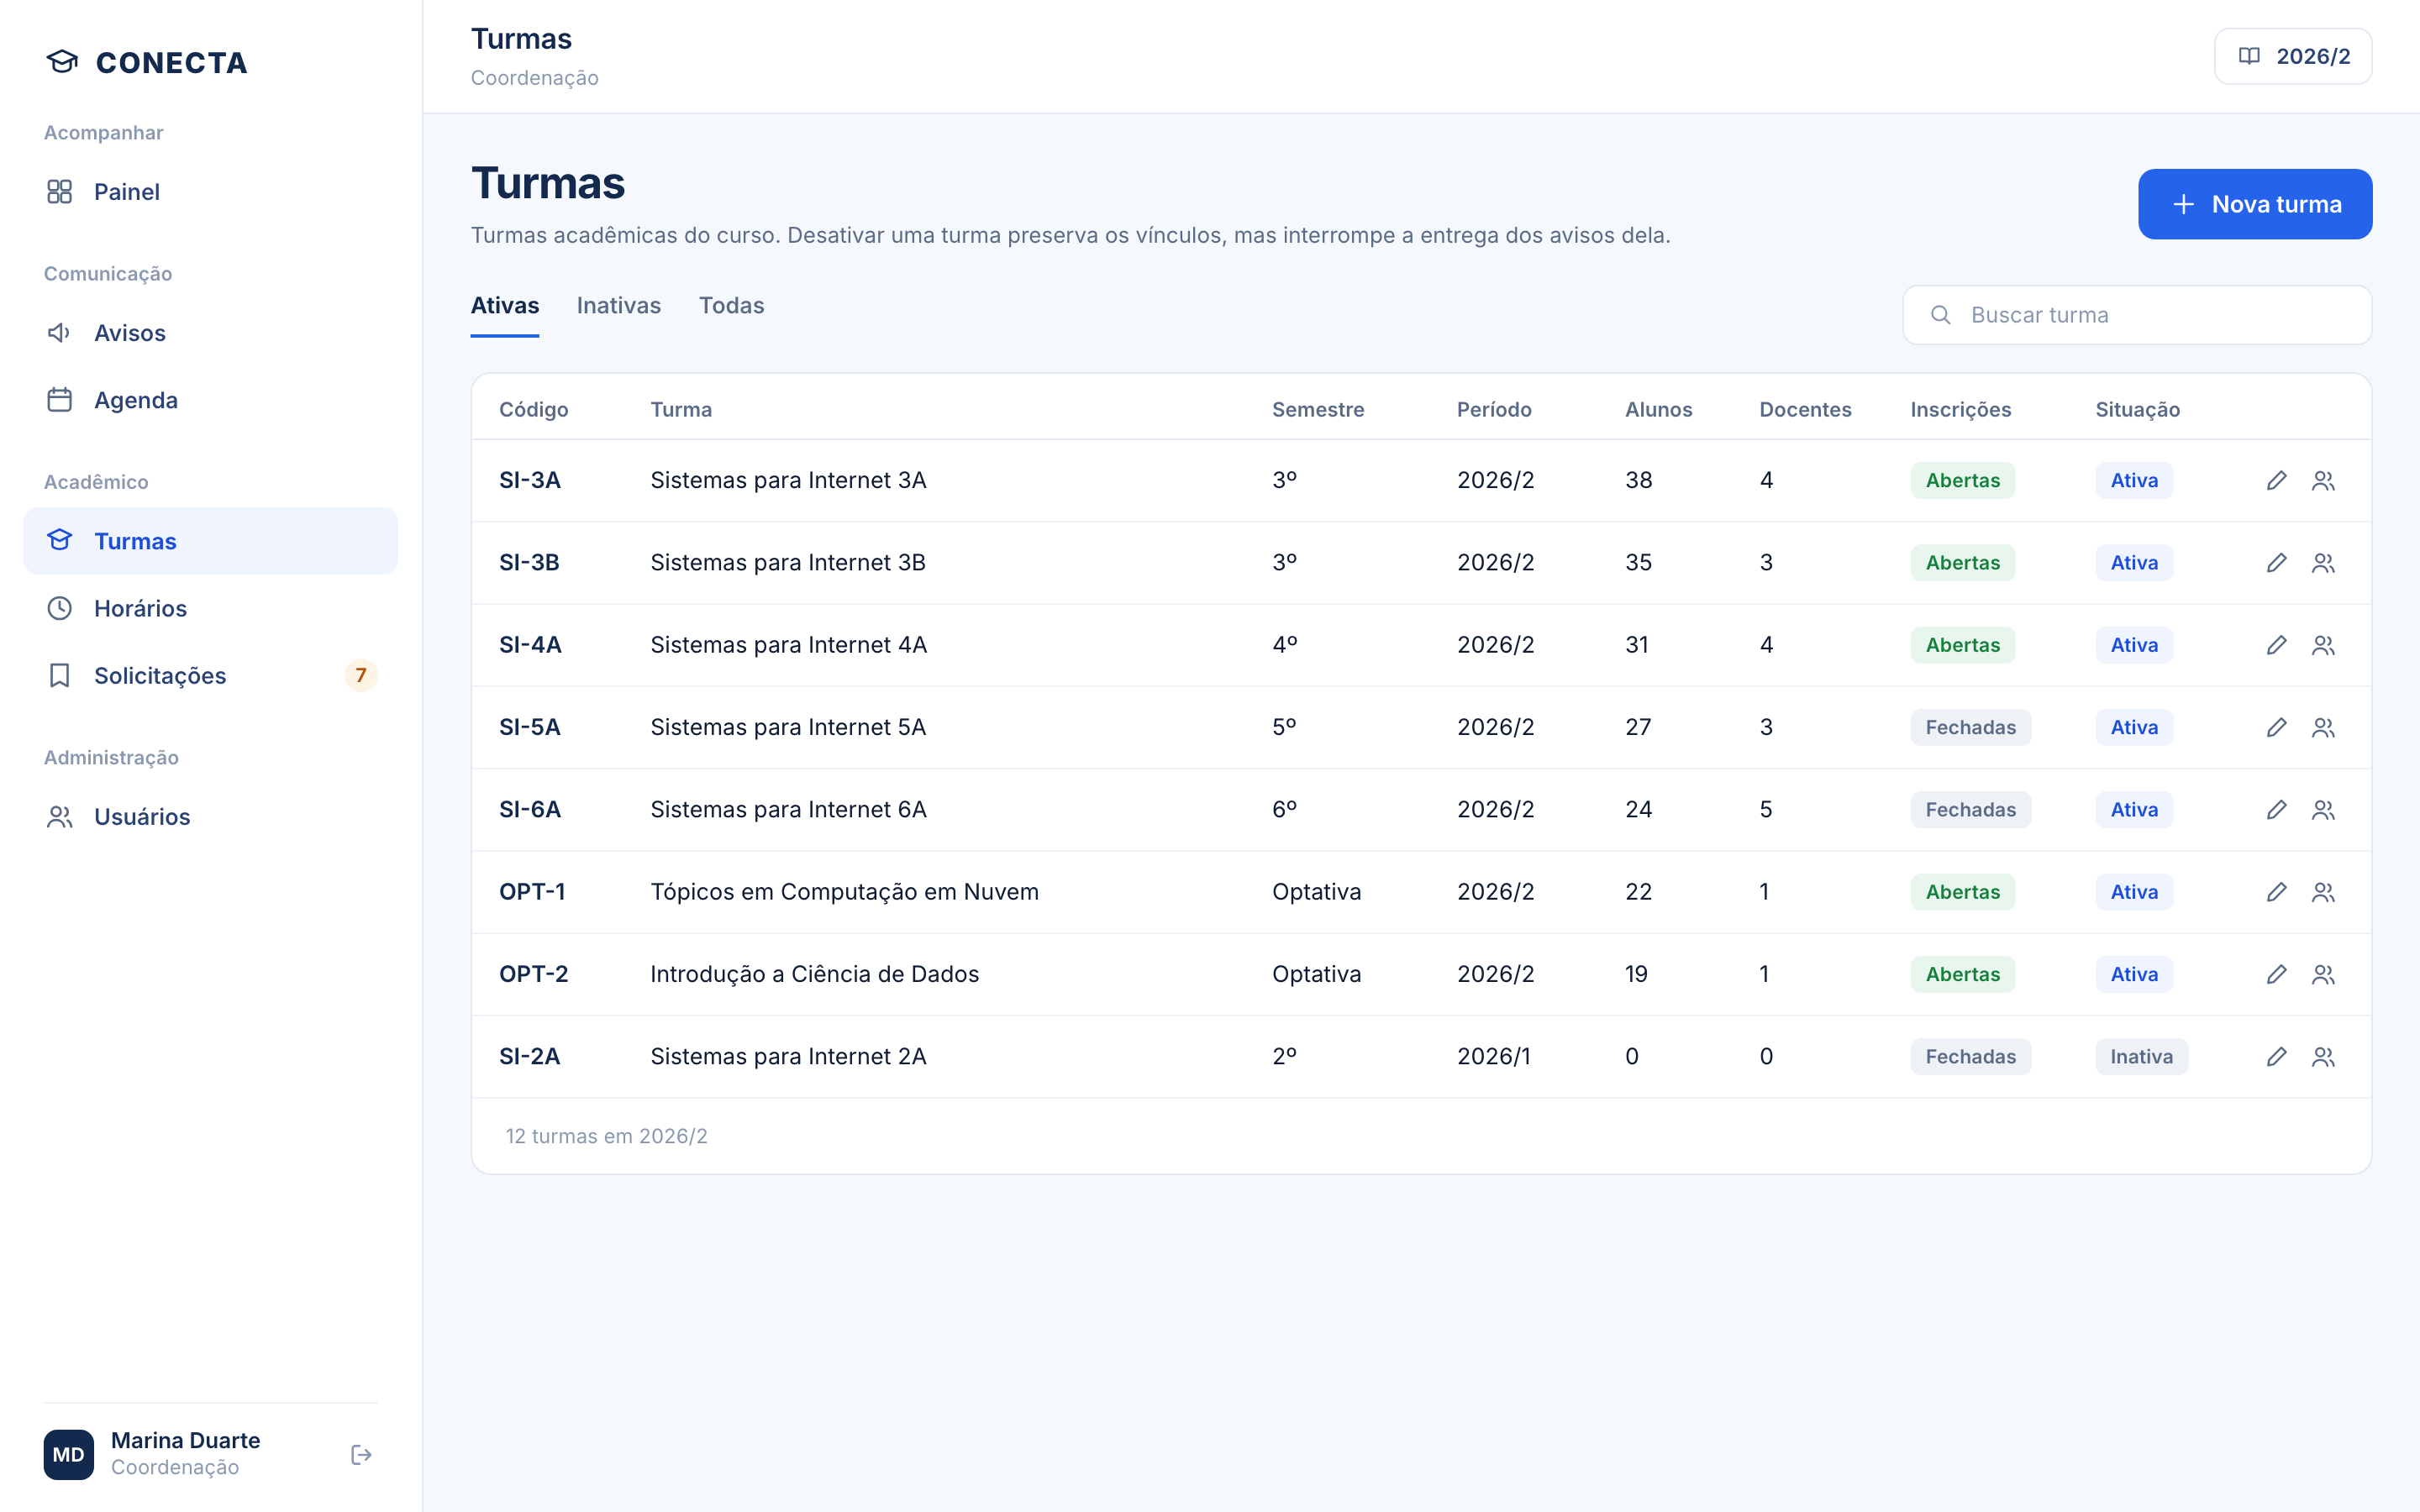 CONECTA
Acompanhar
Painel
Comunicação
Avisos
Agenda
Acadêmico
Turmas
Horários
Solicitações 7
Administração
Usuários
MD
Marina Duarte
Coordenação
Turmas
Coordenação
2026/2
Turmas
Turmas acadêmicas do curso. Desativar uma turma preserva os vínculos, mas interrompe a entrega dos avisos dela.
Nova turma
Ativas Inativas Todas
Buscar turma
Código Turma Semestre Período Alunos Docentes Inscrições Situação
SI-3A Sistemas para Internet 3A 3º 2026/2 38 4 Abertas Ativa
SI-3B Sistemas para Internet 3B 3º 2026/2 35 3 Abertas Ativa
SI-4A Sistemas para Internet 4A 4º 2026/2 31 4 Abertas Ativa
SI-5A Sistemas para Internet 5A 5º 2026/2 27 3 Fechadas Ativa
SI-6A Sistemas para Internet 6A 6º 2026/2 24 5 Fechadas Ativa
OPT-1 Tópicos em Computação em Nuvem Optativa 2026/2 22 1 Abertas Ativa
OPT-2 Introdução a Ciência de Dados Optativa 2026/2 19 1 Abertas Ativa
SI-2A Sistemas para Internet 2A 2º 2026/1 0 0 Fechadas Inativa
12 turmas em 2026/2